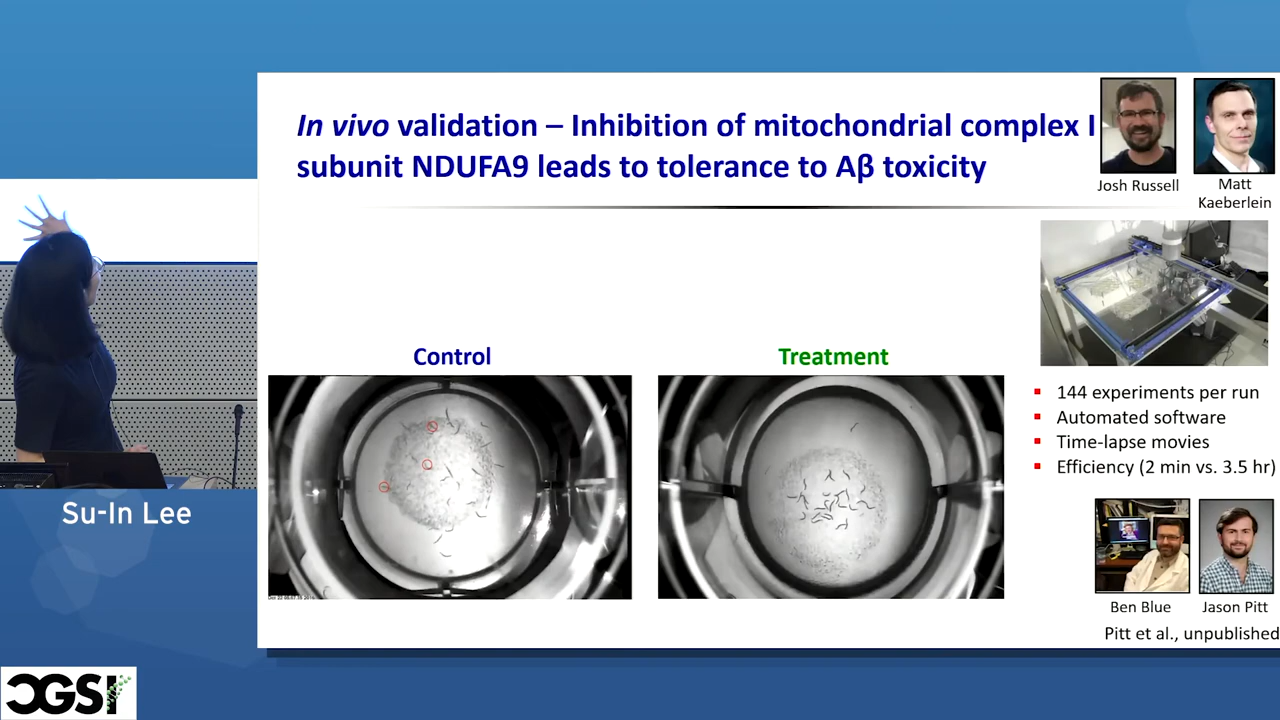 In vivo validation – Inhibition of mitochondrial complex I
subunit NDUFA9 leads to tolerance to Aβ toxicity
Josh Russell
Matt
Kaeberlein
Control
Treatment
▪ 144 experiments per run
▪ Automated software
▪ Time-lapse movies
▪ Efficiency (2 min vs. 3.5 hr)
Ben Blue
Jason Pitt
Pitt et al., unpublished
Su-In Lee
CGSI